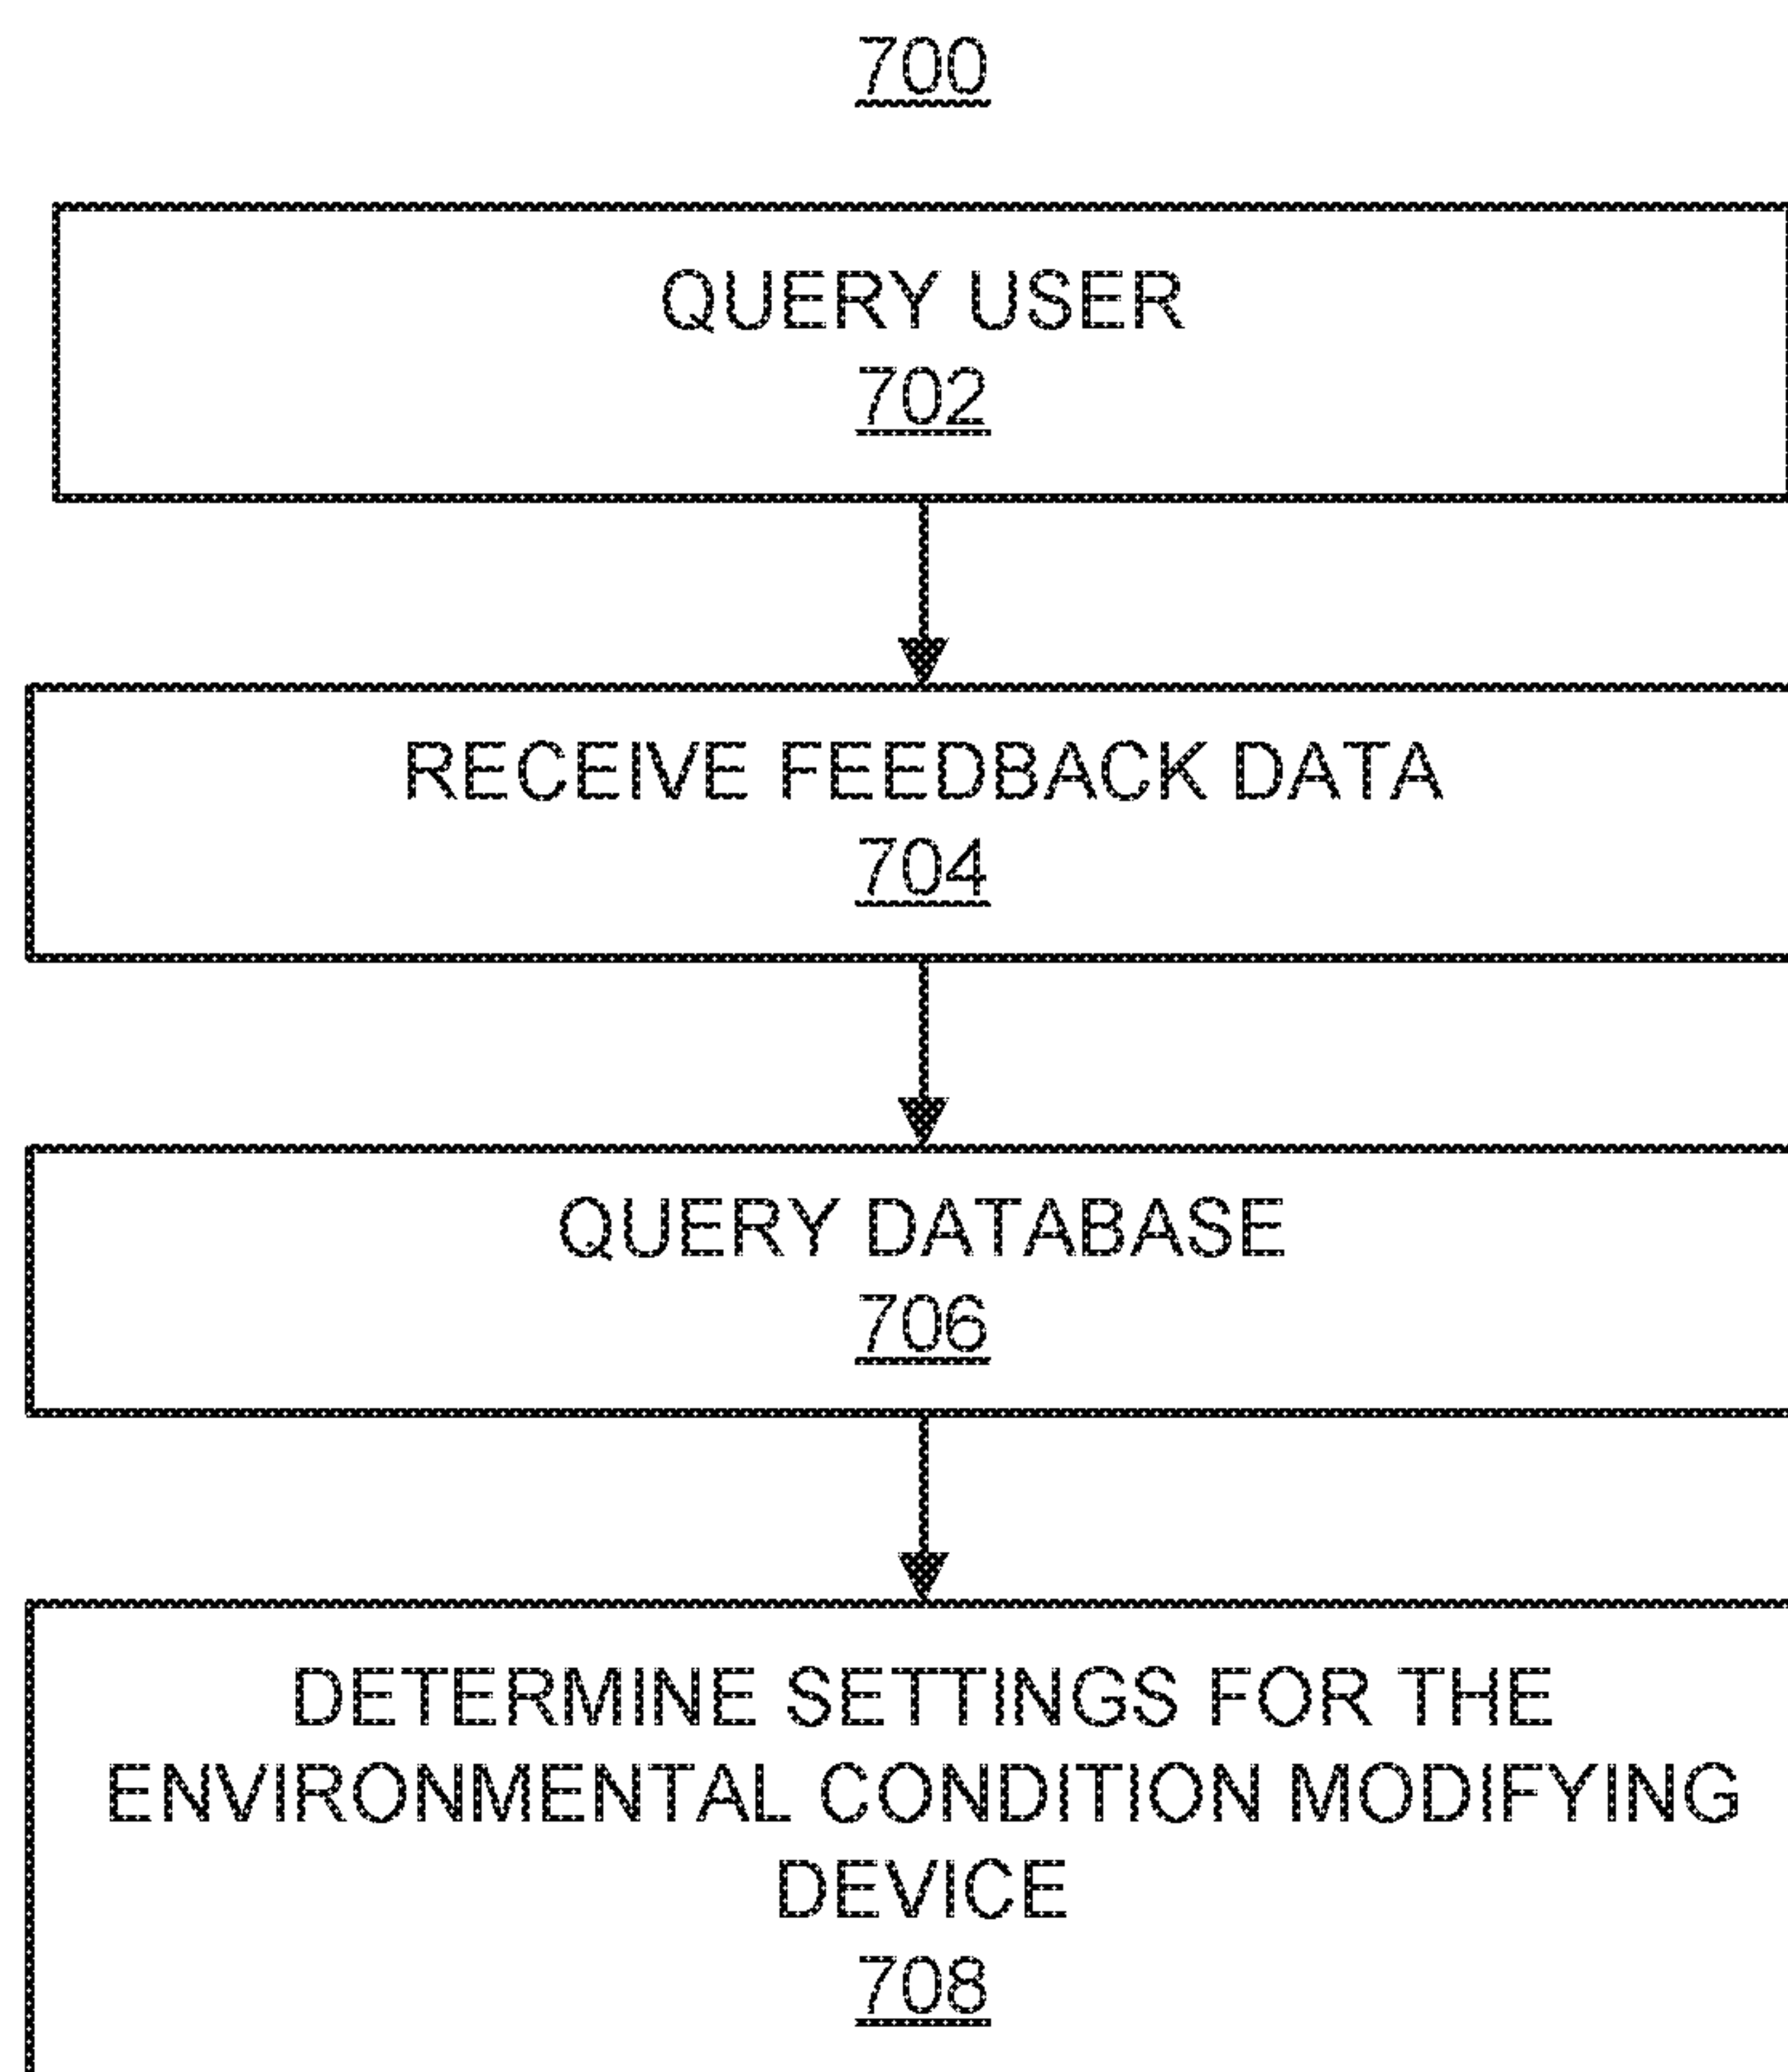 700
QUERY USER
702
RECEIVE FEEDBACK DATA
704
QUERY DATABASE
706
DETERMINE SETTINGS FOR THE
ENVIRONMENTAL CONDITION MODIFYING
DEVICE
708